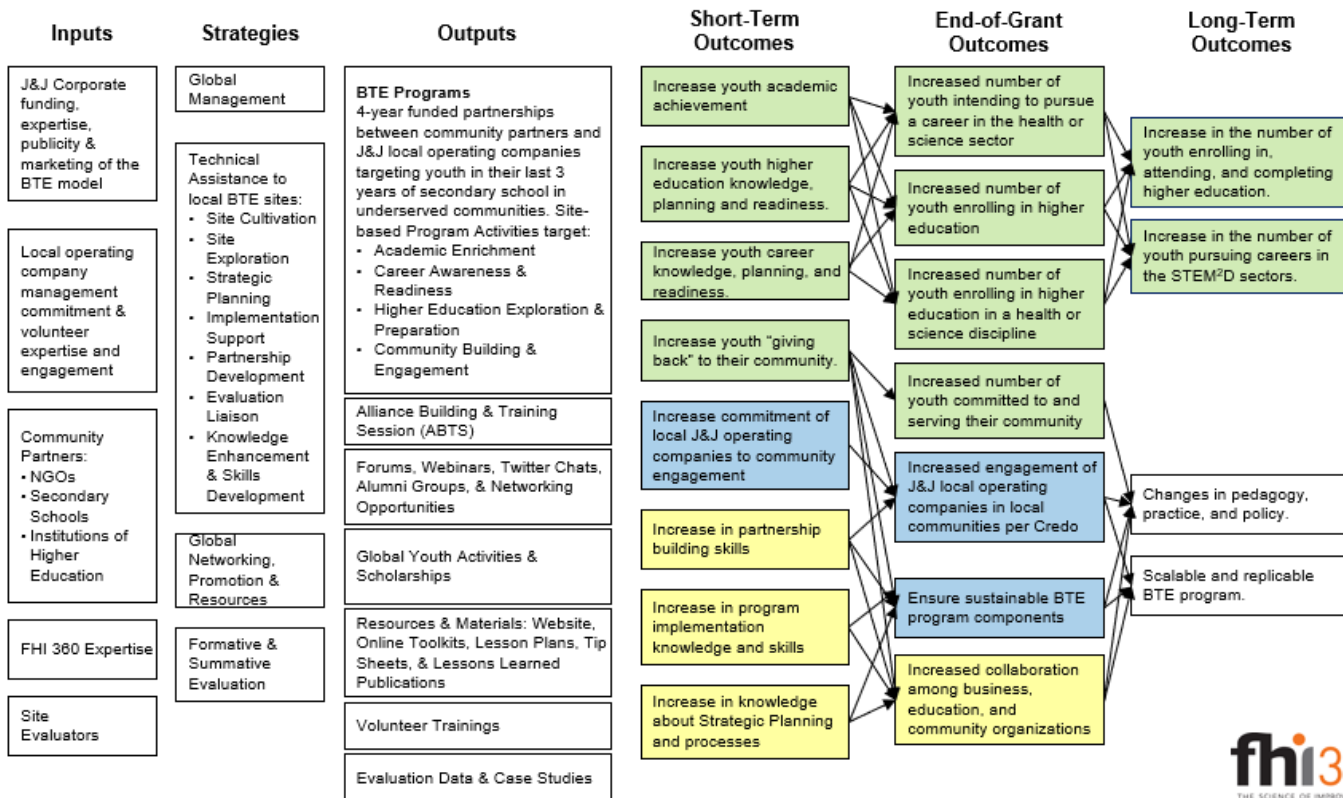 Inputs
J&J Corporate
funding,
expertise,
publicity &
marketing of the
BTE model
Local operating
company
management
commitment &
volunteer
expertise and
engagement
Community
Partners:
• NGOs
• Secondary
Schools
• Institutions of
Higher
Education
FHI 360 Expertise
Site
Evaluators
Strategies
Global
Management
Technical
Assistance to
local BTE sites:
• Site Cultivation
• Site
Exploration
• Strategic
Planning
• Implementation
Support
• Partnership
Development
• Evaluation
Liaison
• Knowledge
Enhancement
& Skills
Development
Global
Networking,
Promotion &
Resources
Formative &
Summative
Evaluation
Outputs
BTE Programs
4-year funded partnerships
between community partners and
J&J local operating companies
targeting youth in their last 3
years of secondary school in
underserved communities. Site-
based Program Activities target:
• Academic Enrichment
• Career Awareness &
Readiness
• Higher Education Exploration &
Preparation
• Community Building &
Engagement
Alliance Building & Training
Session (ABTS)
Forums, Webinars, Twitter Chats,
Alumni Groups, & Networking
Opportunities
Global Youth Activities &
Scholarships
Resources & Materials: Website,
Online Toolkits, Lesson Plans, Tip
Sheets, & Lessons Learned
Publications
Volunteer Trainings
Evaluation Data & Case Studies
Short-Term
Outcomes
Increase youth academic
achievement
Increase youth higher
education knowledge,
planning and readiness.
Increase youth career
knowledge, planning, and
readiness.
Increase youth “giving
back” to their community.
Increase commitment of
local J&J operating
companies to community
engagement
Increase in partnership
building skills
Increase in program
implementation
knowledge and skills
Increase in knowledge
about Strategic Planning
and processes
End-of-Grant
Outcomes
Increased number of
youth intending to pursue
a career in the health or
science sector
Increased number of
youth enrolling in higher
education
Increased number of
youth enrolling in higher
education in a health or
science discipline
Increased number of
youth committed to and
serving their community
Increased engagement of
J&J local operating
companies in local
communities per Credo
Ensure sustainable BTE
program components
Increased collaboration
among business,
education, and
community organizations
Long-Term
Outcomes
Increase in the number of
youth enrolling in,
attending, and completing
higher education.
Increase in the number of
youth pursuing careers in
the STEM²D sectors.
Changes in pedagogy,
practice, and policy.
Scalable and replicable
BTE program.
fhi3
THE SCIENCE OF IMPRO